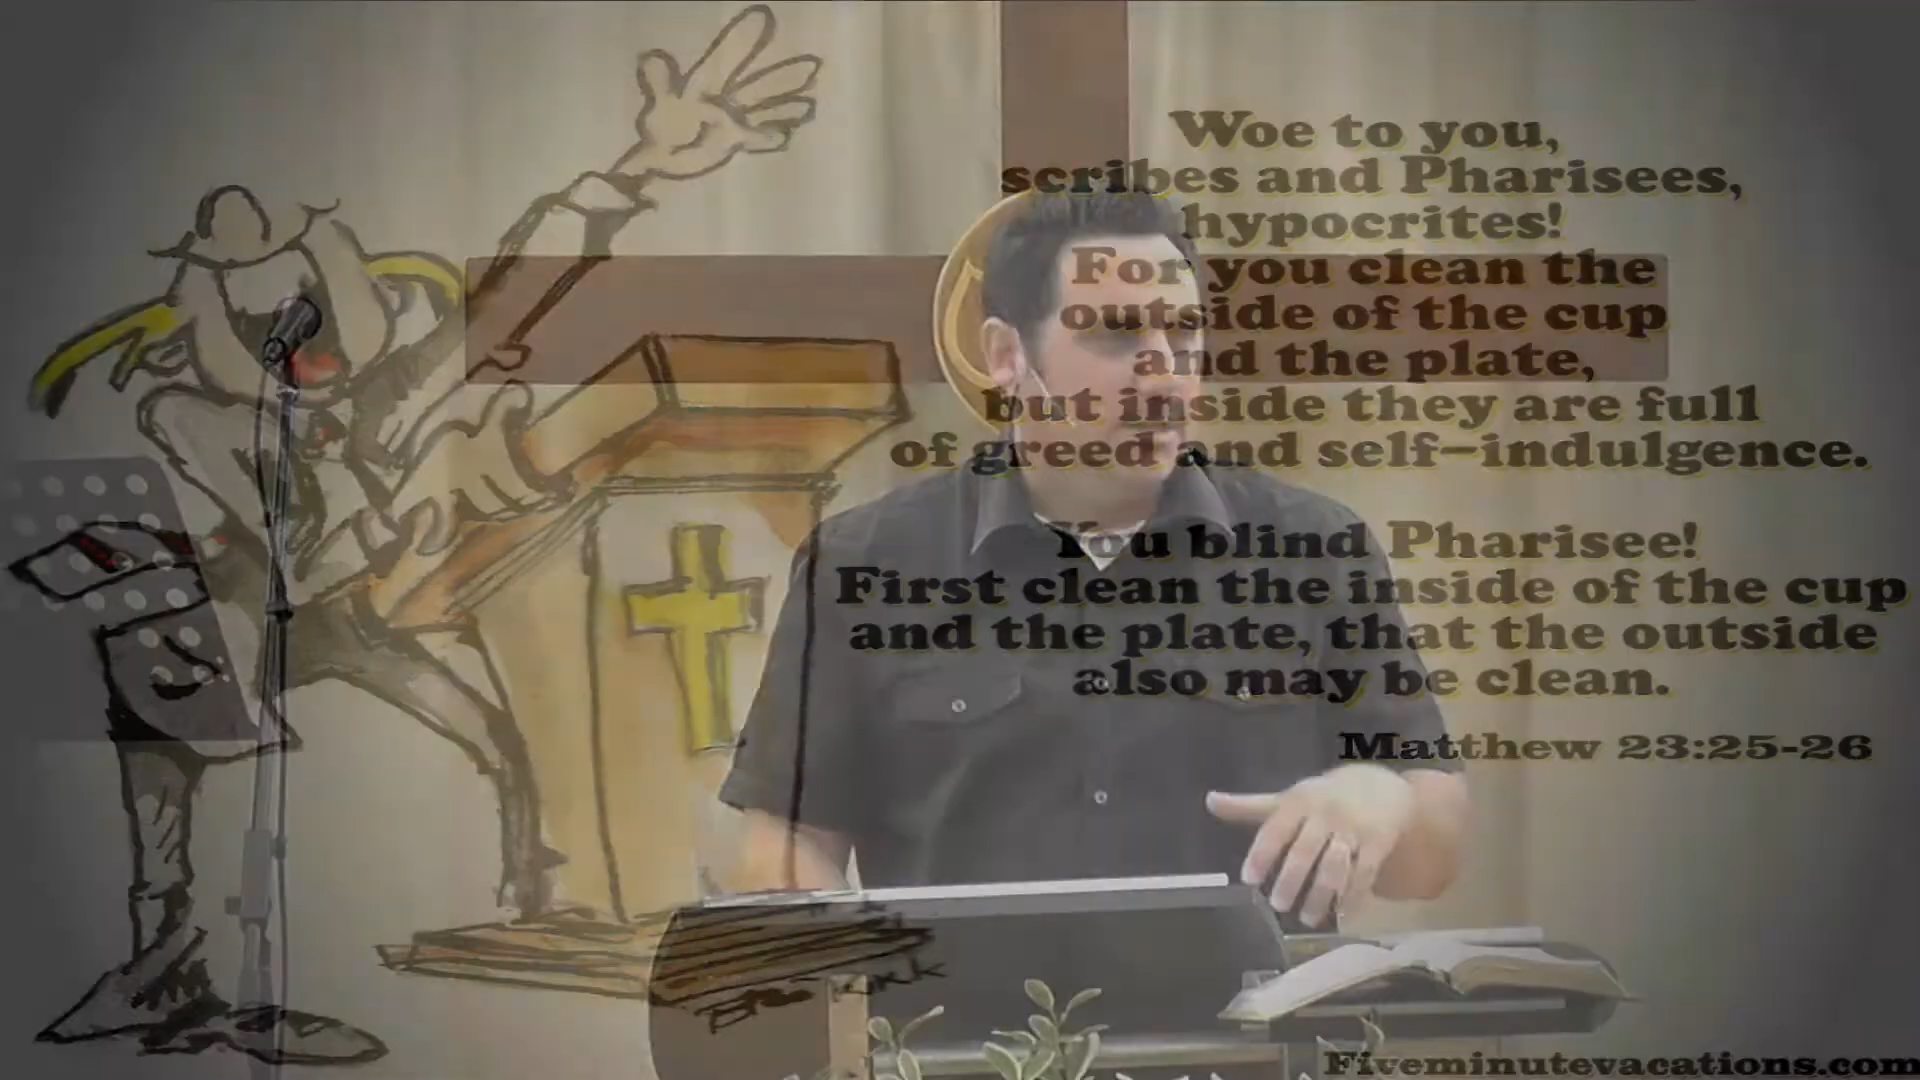 Woe to you,
scribes and Pharisees,
hypocrites!
For you clean the
outside of the cup
and the plate,
but inside they are full
of greed and self-indulgence.
You blind Pharisee!
First clean the inside of the cup
and the plate, that the outside
also may be clean.
Matthew 23:25-26
Fiveminutevacations.com